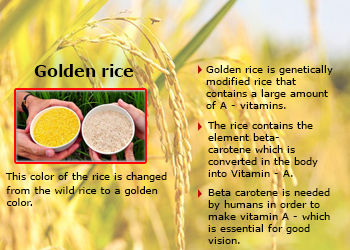 Golden rice
This color of the rice is changed
from the wild rice to a golden
color.
Golden rice is genetically
modified rice that
contains a large amount
of A - vitamins.
The rice contains the
element beta-
carotene which is
converted in the body
into Vitamin - A.
Beta carotene is needed
by humans in order to
make vitamin A - which
is essential for good
vision.